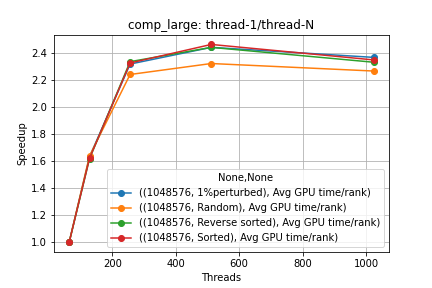 comp_large: thread-1/thread-N
2.4
2.2
2.0
1.8
1.6
1.4
1.2
1.0
Speedup
None,None
((1048576, 1%perturbed), Avg GPU time/rank)
((1048576, Random), Avg GPU time/rank)
((1048576, Reverse sorted), Avg GPU time/rank)
((1048576, Sorted), Avg GPU time/rank)
200 400 600 800 1000
Threads